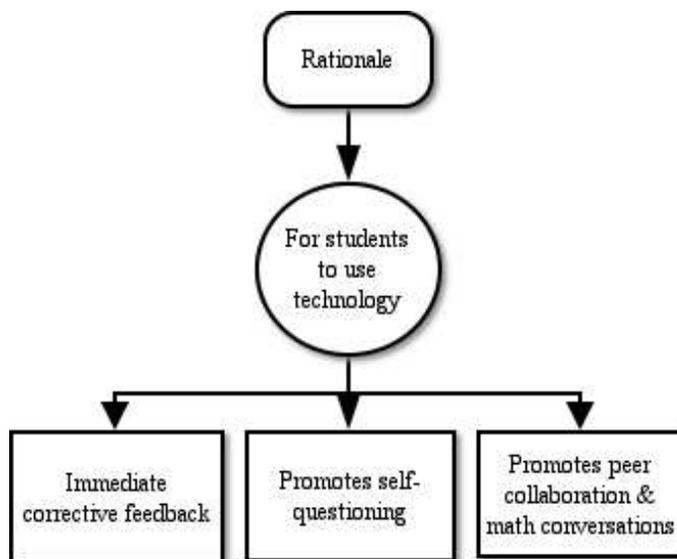 Rationale
For students
to use
technology
Immediate
corrective feedback
Promotes self-
questioning
Promotes peer
collaboration &
math conversations